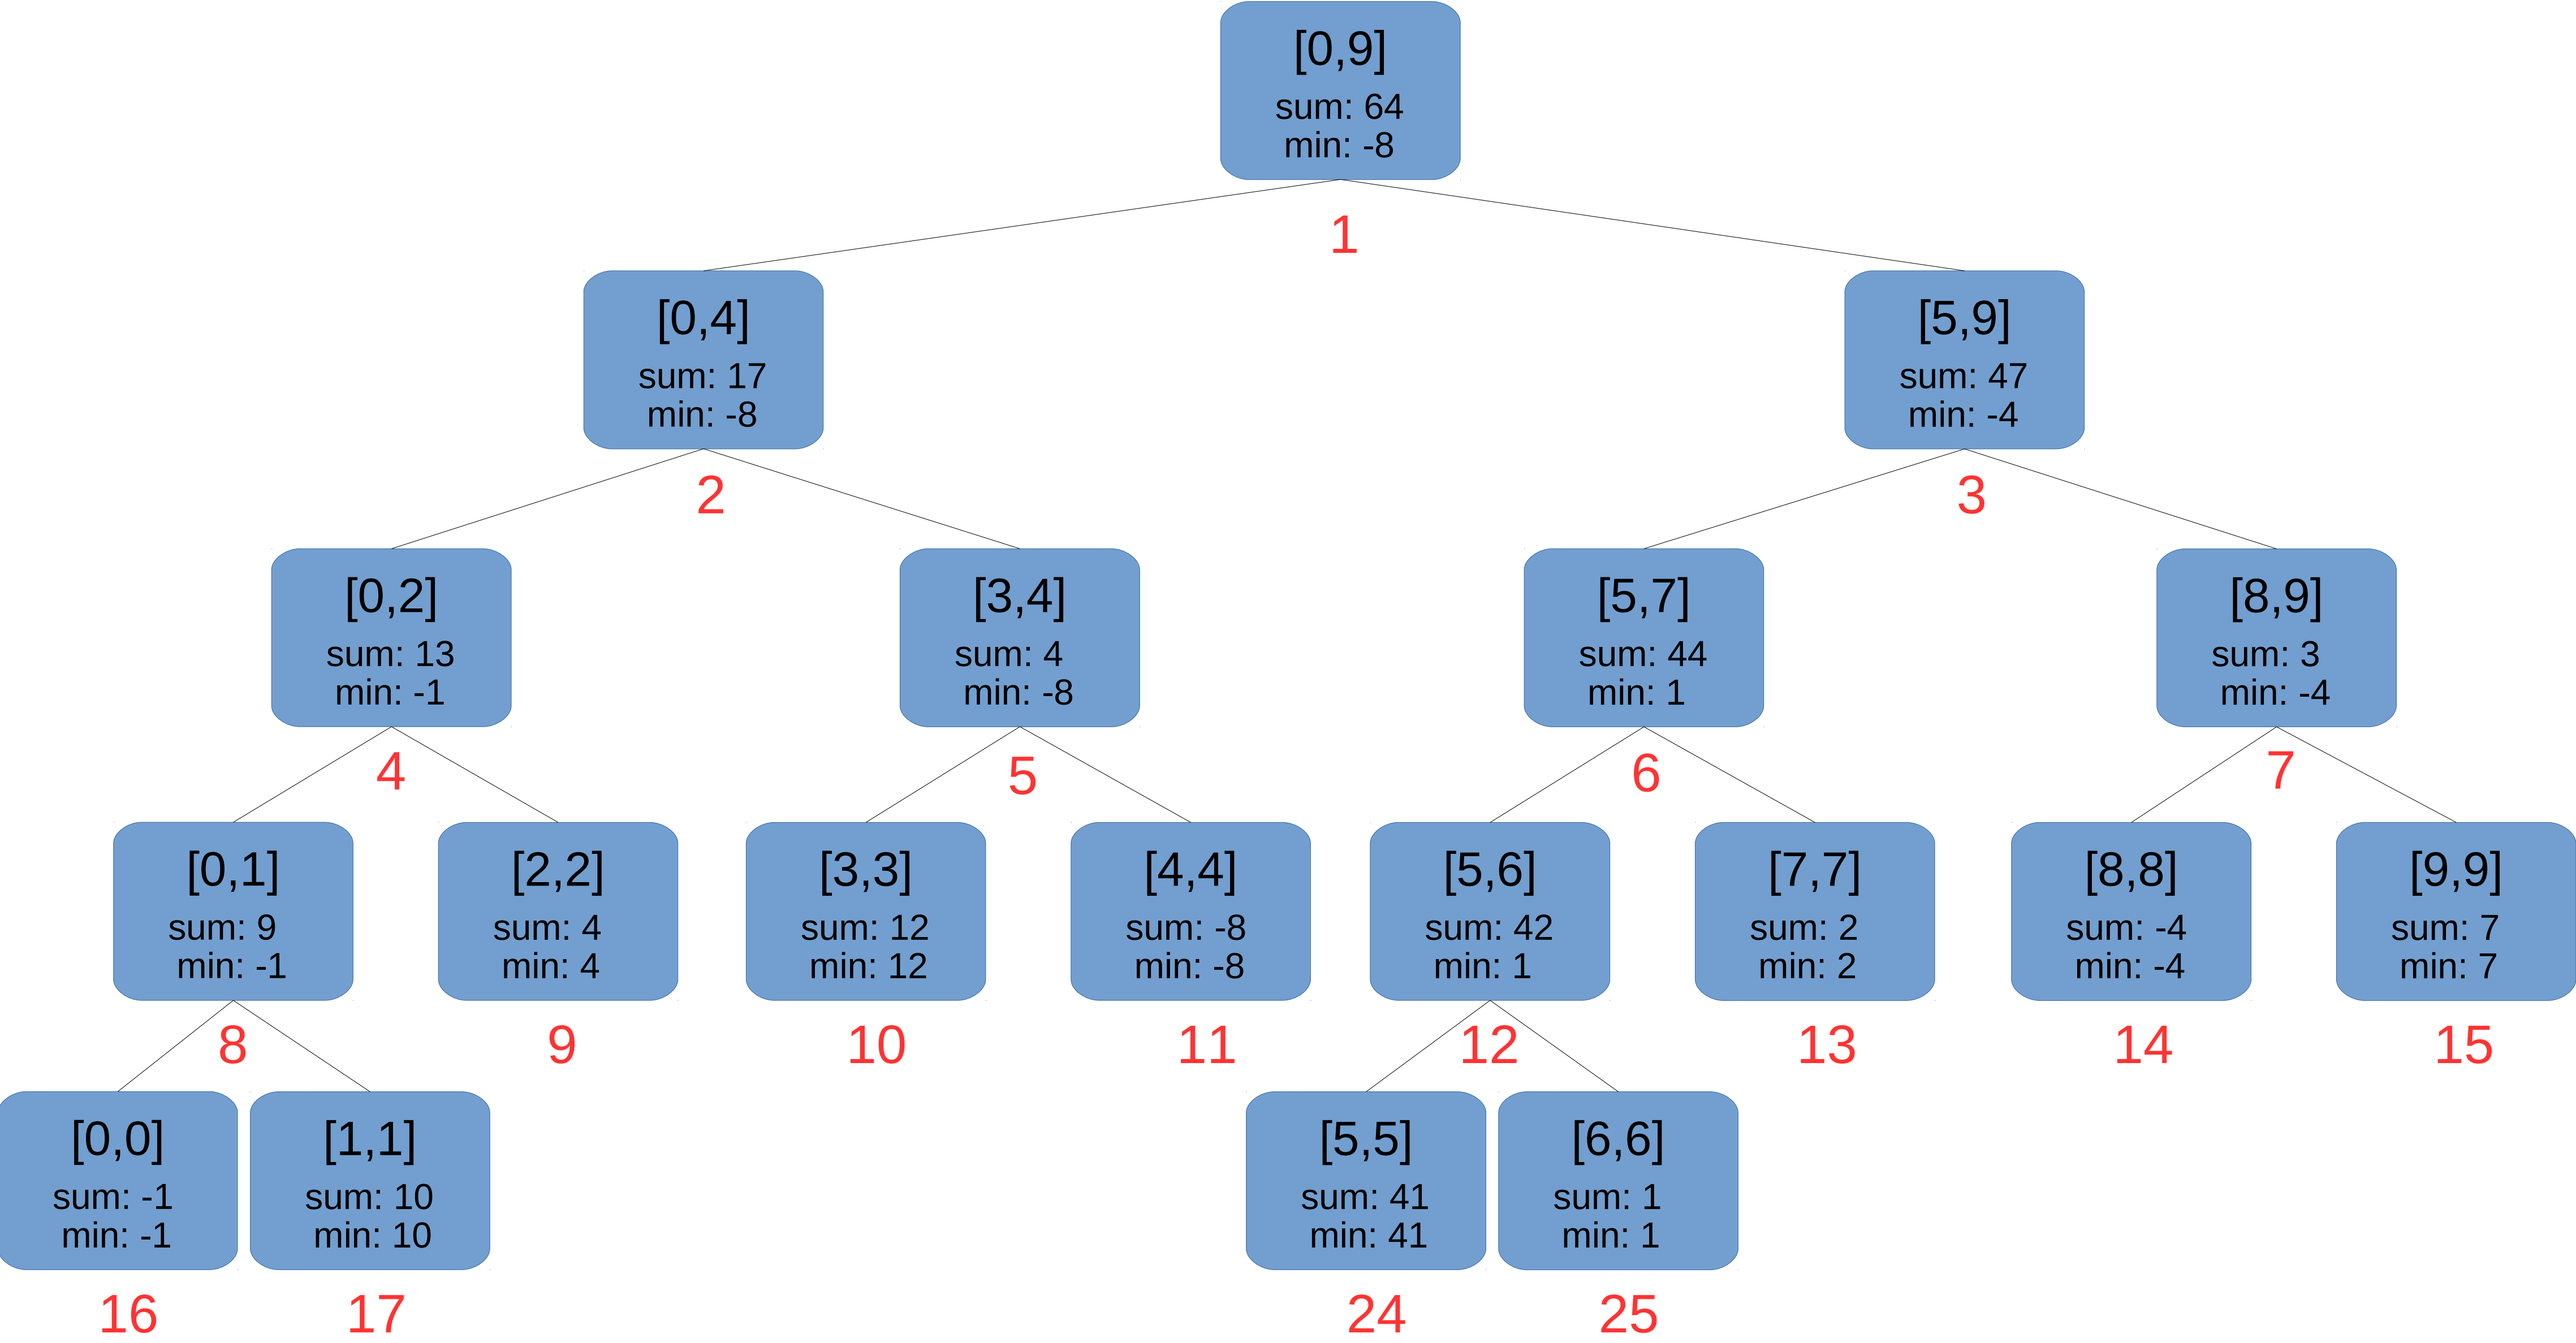 [0,9]
sum: 64
min: -8
1
[0,4]
sum: 17
min: -8
[5,9]
sum: 47
min: -4
2
3
[0,2]
sum: 13
min: -1
[3,4]
sum: 4
min: -8
[5,7]
sum: 44
min: 1
[8,9]
sum: 3
min: -4
4
5
6
7
[0,1]
sum: 9
min: -1
[2,2]
sum: 4
min: 4
[3,3]
sum: 12
min: 12
[4,4]
sum: -8
min: -8
[5,6]
sum: 42
min: 1
[7,7]
sum: 2
min: 2
[8,8]
sum: -4
min: -4
[9,9]
sum: 7
min: 7
8
9
10
11
12
13
14
15
[0,0]
sum: -1
min: -1
[1,1]
sum: 10
min: 10
[5,5]
sum: 41
min: 41
[6,6]
sum: 1
min: 1
16
17
24
25